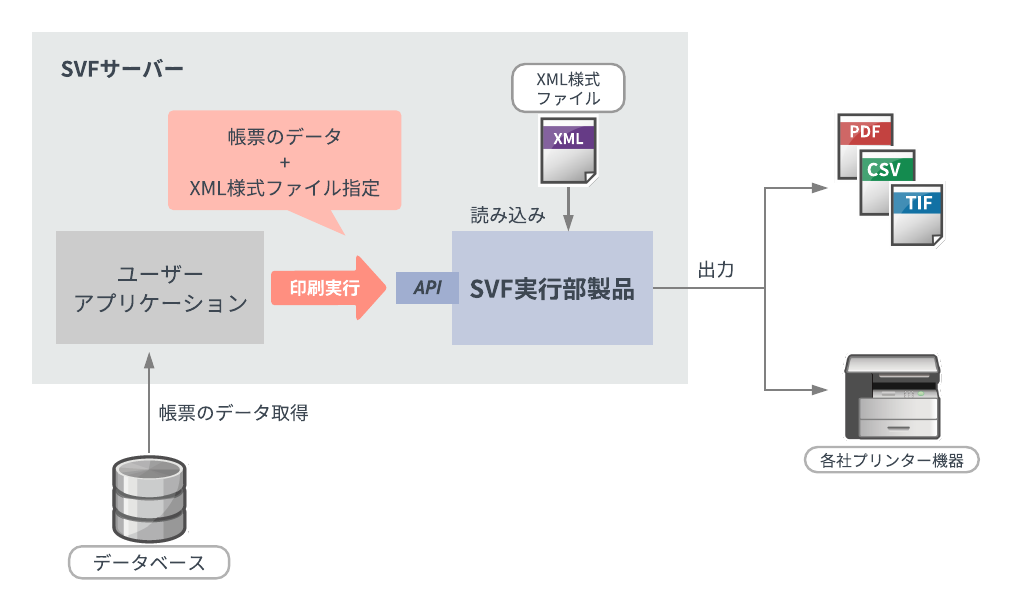 SVFサーバー
XML様式
ファイル
帳票のデータ
+
XML様式ファイル指定
XML
読み込み
ユーザー
アプリケーション
印刷実行
API
SVF実行部製品
出力
PDF
CSV
TIF
帳票のデータ取得
データベース
各社プリンター機器